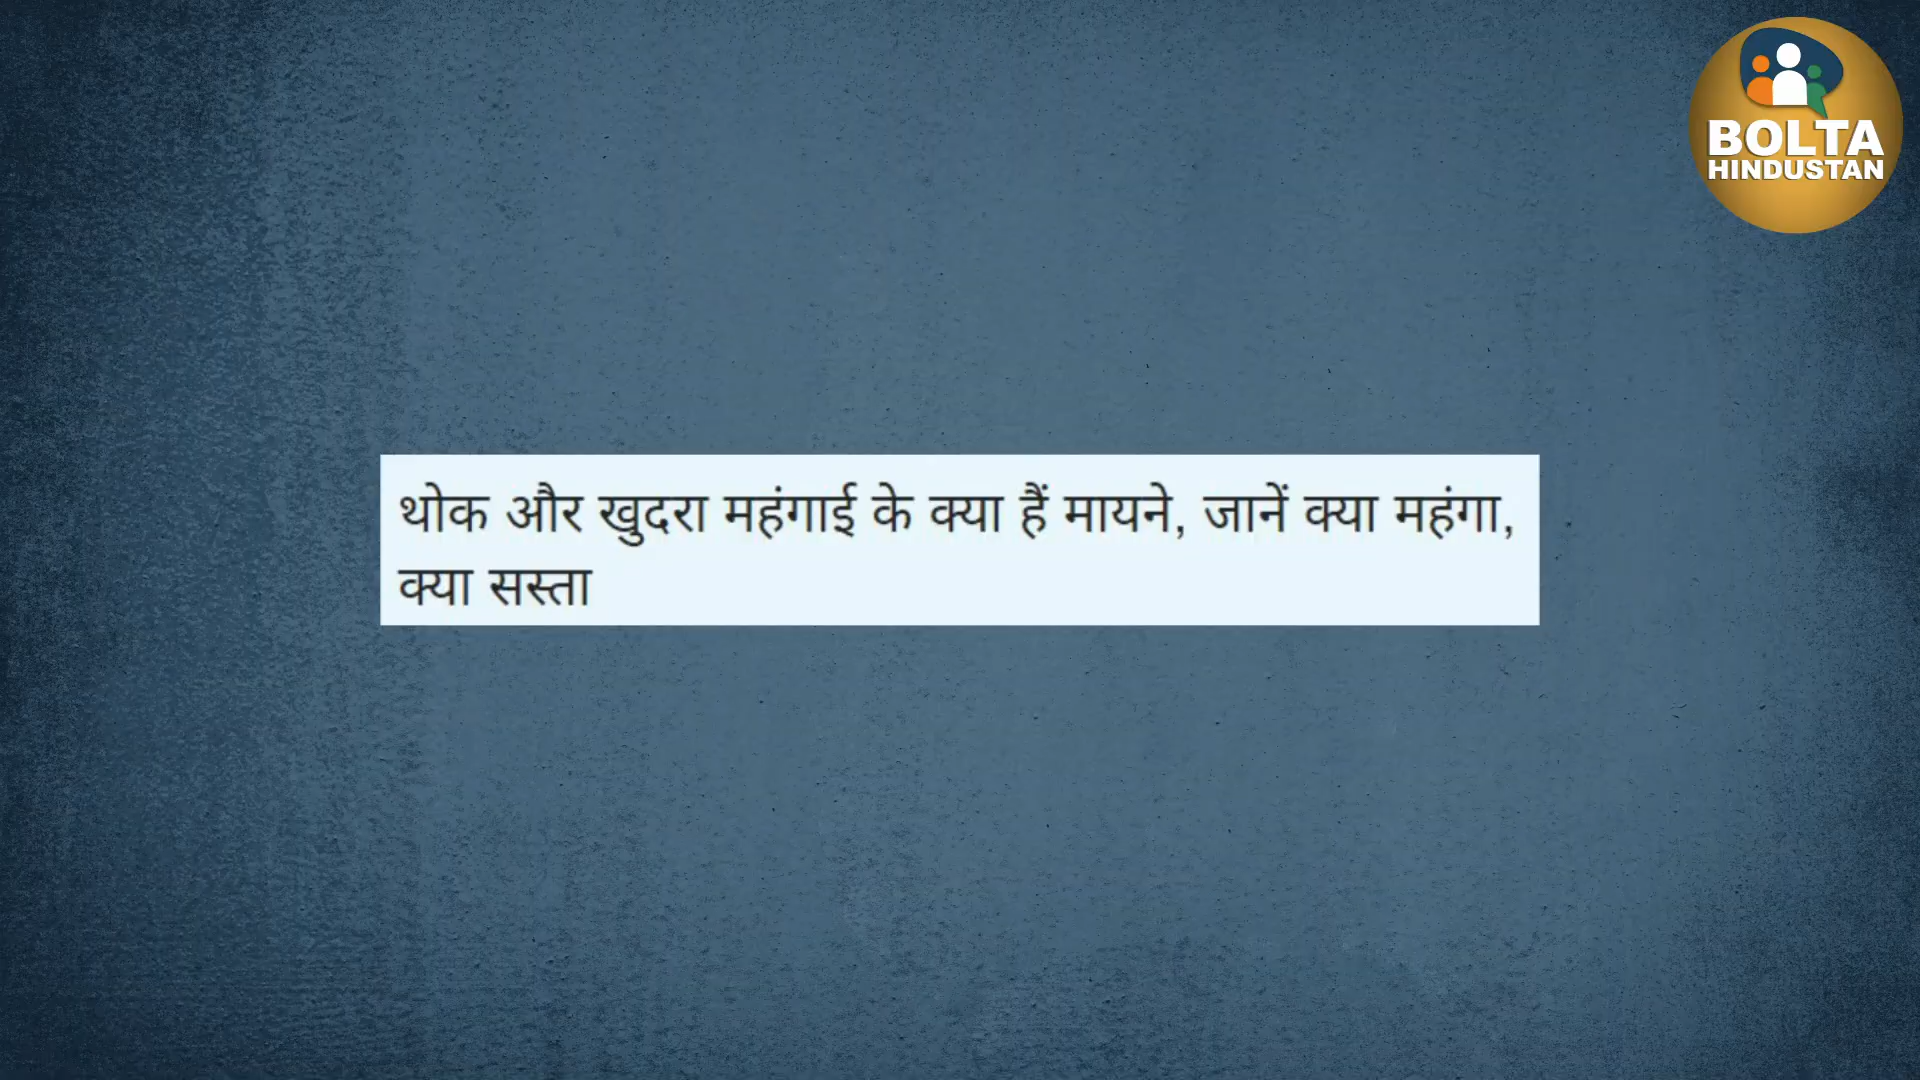 BOLTA
HINDUSTAN
थोक और खुदरा महंगाई के क्या हैं मायने, जानें क्या महंगा,
क्या सस्ता